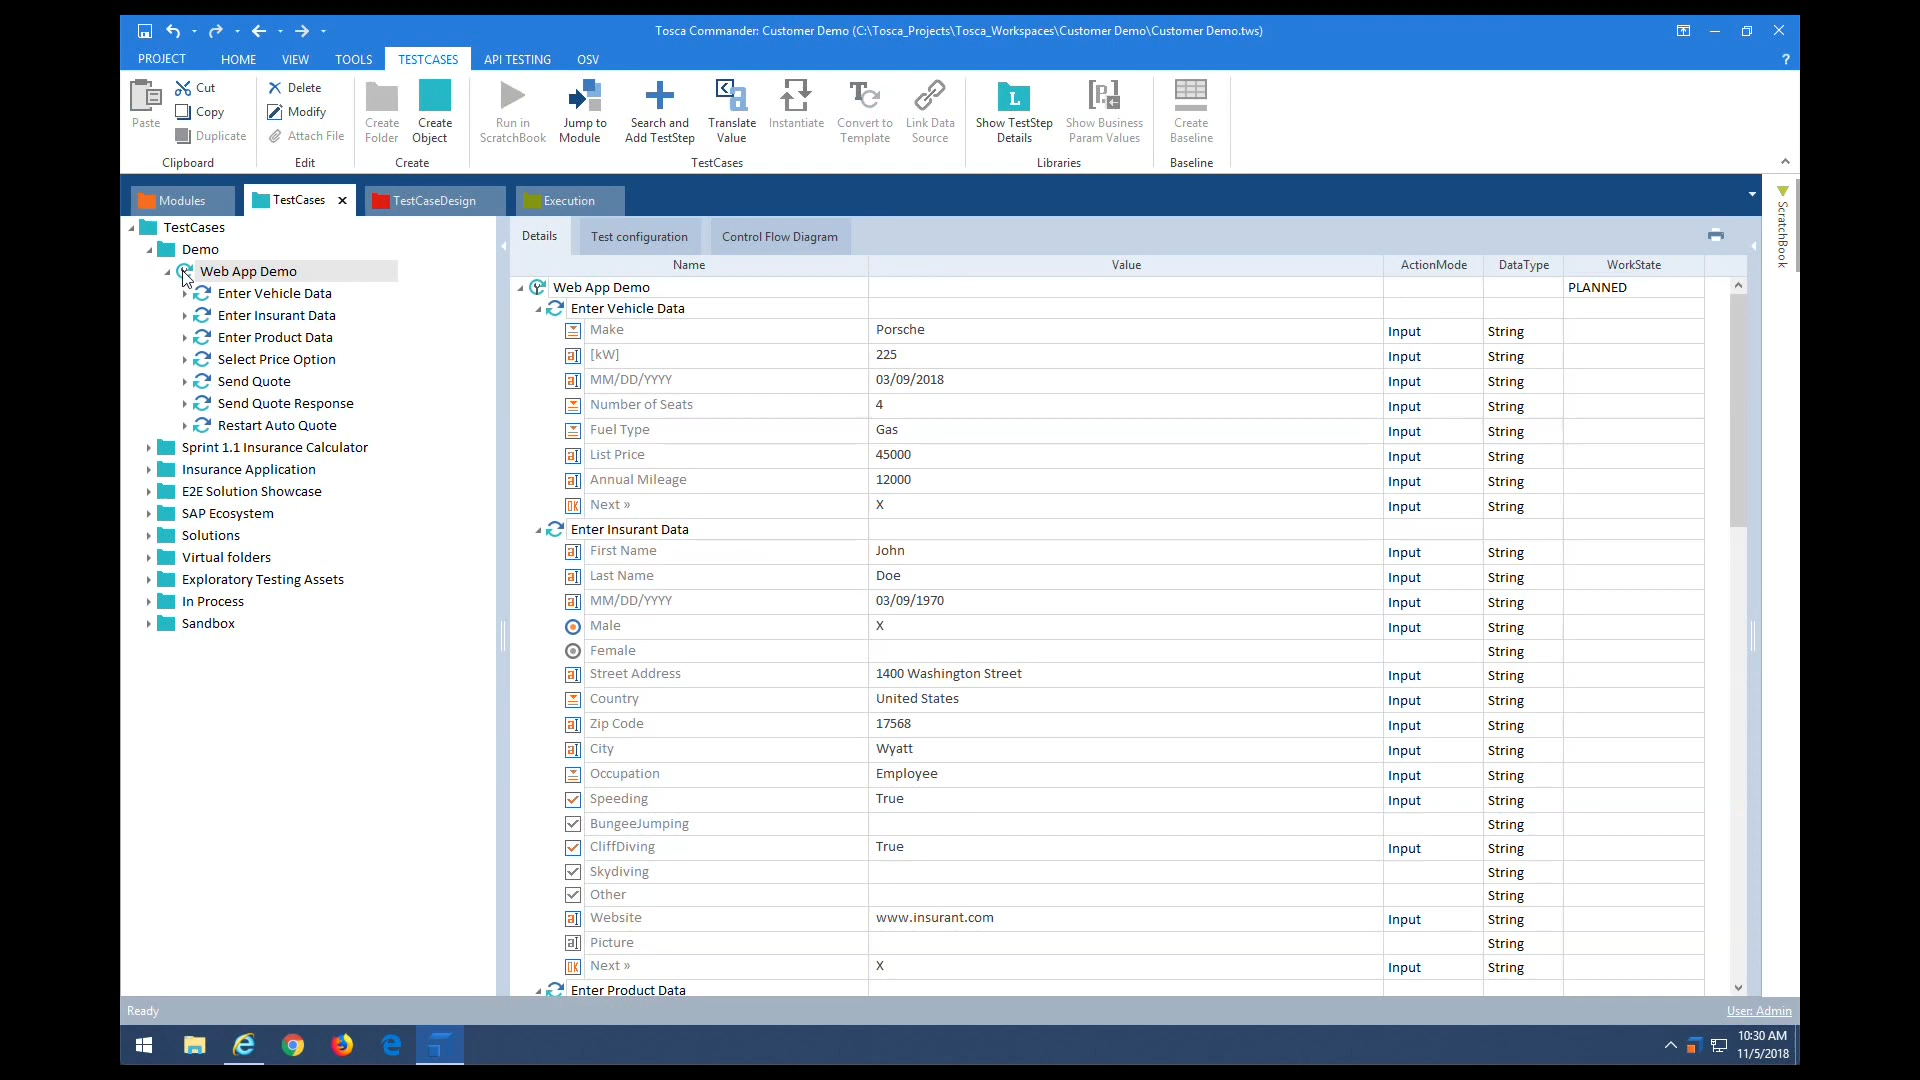 Tosca Commander: Customer Demo (C:\Tosca_Projects\Tosca_Workspaces\Customer Demo\Customer Demo.tws)
PROJECT HOME VIEW TOOLS TESTCASES API TESTING OSV ?
Paste Cut Copy Duplicate
Clipboard
Delete Modify Attach File
Edit
Create Folder Create Object
Create
Run in ScratchBook Jump to Module Search and Add TestStep Translate Value Instantiate Convert to Template Link Data Source
TestCases
Show TestStep Details Show Business Param Values
Libraries
Create Baseline
Baseline
Modules TestCases TestCaseDesign Execution
ScratchBook
TestCases
Demo
Web App Demo
Enter Vehicle Data
Enter Insurant Data
Enter Product Data
Select Price Option
Send Quote
Send Quote Response
Restart Auto Quote
Sprint 1.1 Insurance Calculator
Insurance Application
E2E Solution Showcase
SAP Ecosystem
Solutions
Virtual folders
Exploratory Testing Assets
In Process
Sandbox
Details Test configuration Control Flow Diagram
Name Value ActionMode DataType WorkState
Web App Demo PLANNED
Enter Vehicle Data
Make Porsche Input String
[kW] 225 Input String
MM/DD/YYYY 03/09/2018 Input String
Number of Seats 4 Input String
Fuel Type Gas Input String
List Price 45000 Input String
Annual Mileage 12000 Input String
Next » X Input String
Enter Insurant Data
First Name John Input String
Last Name Doe Input String
MM/DD/YYYY 03/09/1970 Input String
Male X Input String
Female String
Street Address 1400 Washington Street Input String
Country United States Input String
Zip Code 17568 Input String
City Wyatt Input String
Occupation Employee Input String
Speeding True Input String
BungeeJumping String
CliffDiving True Input String
Skydiving String
Other String
Website www.insurant.com Input String
Picture String
Next » X Input String
Enter Product Data
Ready User: Admin
10:30 AM
11/5/2018